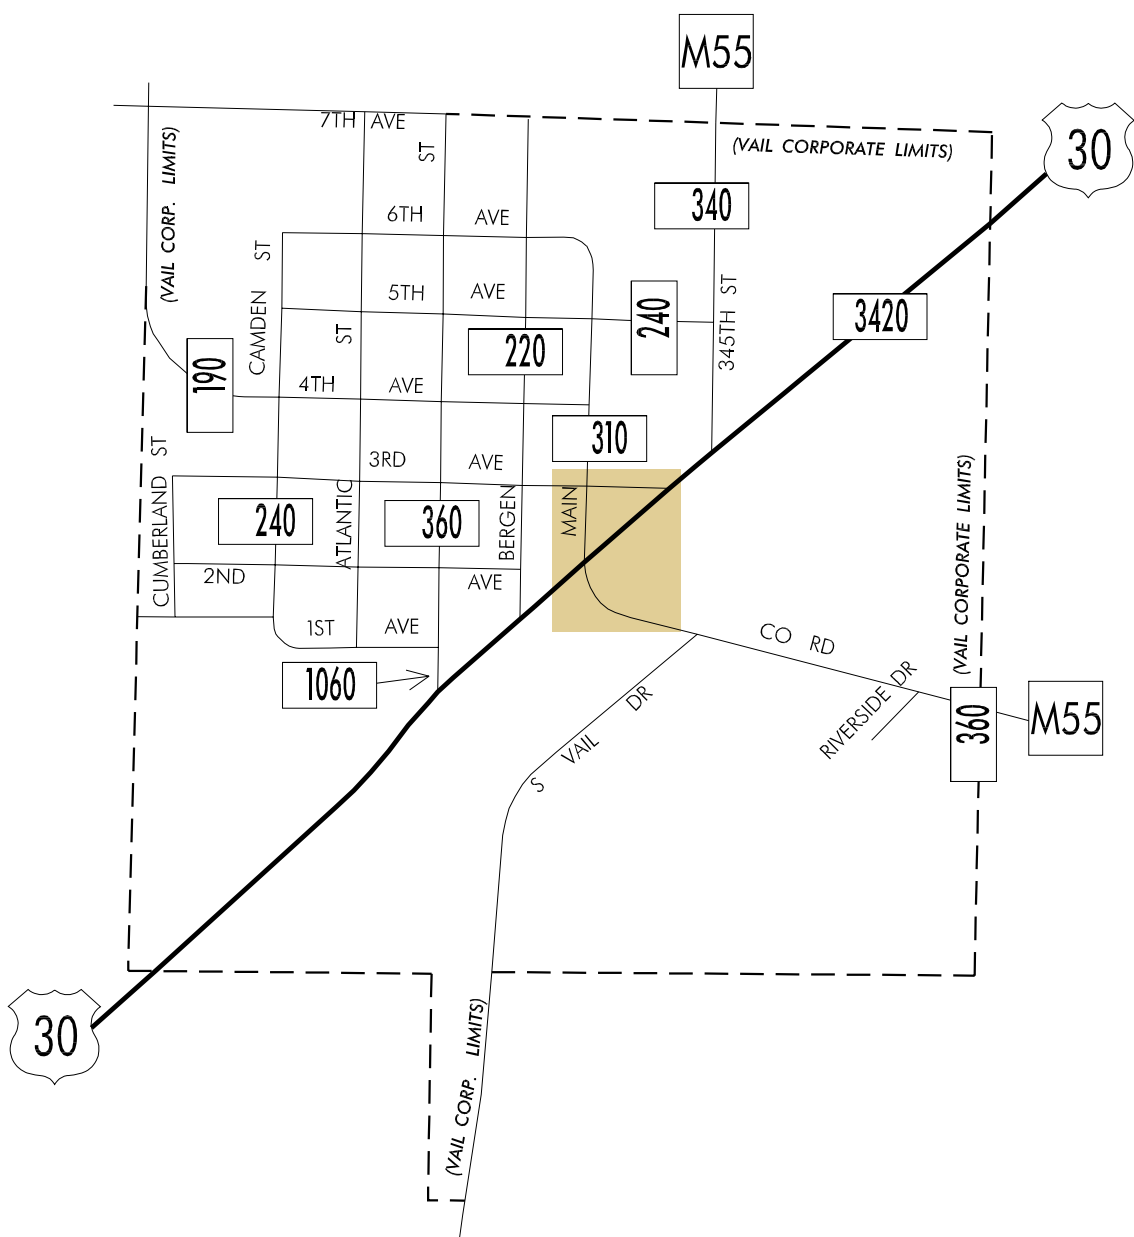 M55
30
7TH AVE
ST
(VAIL CORPORATE LIMITS)
(VAIL CORP. LIMITS)
340
6TH AVE
ST
CAMDEN
5TH AVE
240
345TH ST
3420
ST
220
190
4TH AVE
310
ST
CUMBERLAND
3RD AVE
240
ATLANTIC
360
BERGEN
MAIN
(VAIL CORPORATE LIMITS)
2ND AVE
1ST AVE
CO RD
1060
RIVERSIDE DR
360
M55
S VAIL DR
30
(VAIL CORP. LIMITS)